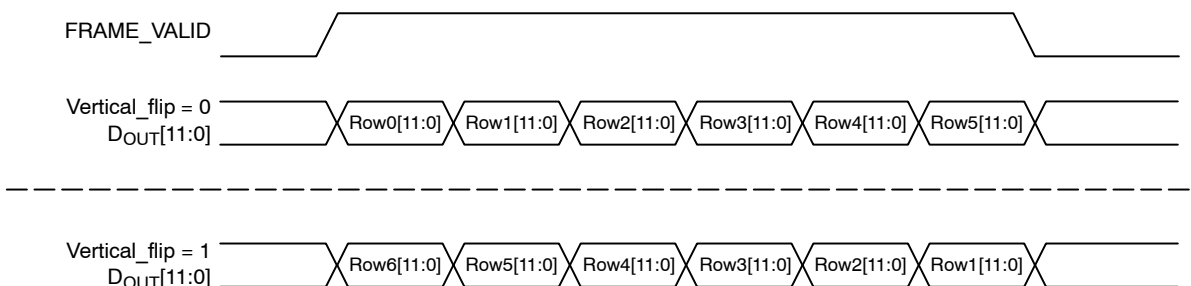 FRAME_VALID
Vertical_flip = 0
DOUT[11:0]
Row0[11:0] Row1[11:0] Row2[11:0] Row3[11:0] Row4[11:0] Row5[11:0]
Vertical_flip = 1
DOUT[11:0]
Row6[11:0] Row5[11:0] Row4[11:0] Row3[11:0] Row2[11:0] Row1[11:0]